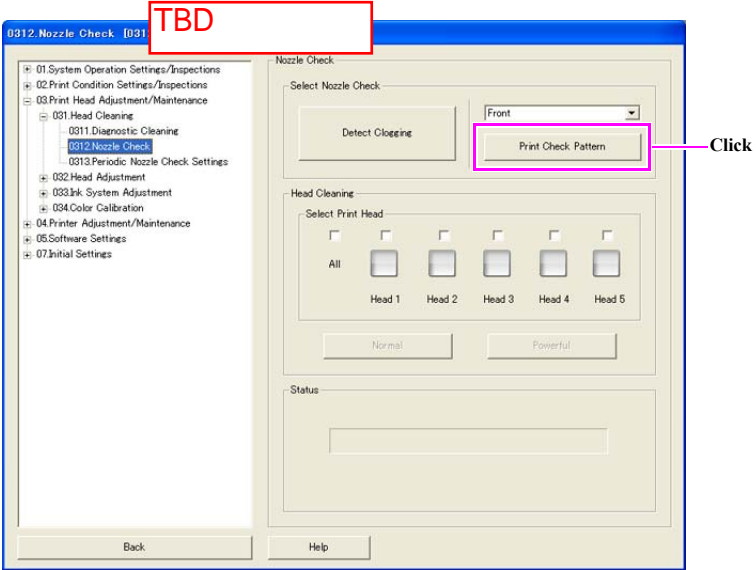 TBD
0312.Nozzle Check [031
01.System Operation Settings/Inspections
02.Print Condition Settings/Inspections
03.Print Head Adjustment/Maintenance
031.Head Cleaning
0311.Diagnostic Cleaning
0312.Nozzle Check
0313.Periodic Nozzle Check Settings
032.Head Adjustment
033.Ink System Adjustment
034.Color Calibration
04.Printer Adjustment/Maintenance
05.Software Settings
07.Initial Settings
Back
Nozzle Check
Select Nozzle Check
Detect Clogging
Front
Print Check Pattern
Click
Head Cleaning
Select Print Head
All
Head 1 Head 2 Head 3 Head 4 Head 5
Normal Powerful
Status
Help